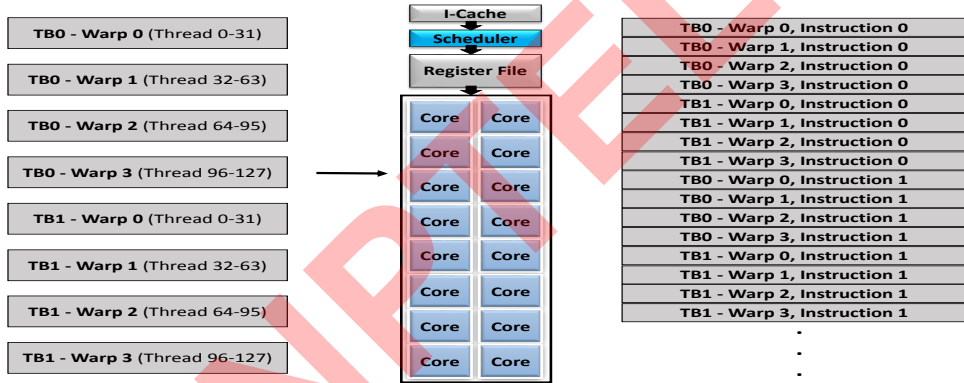 TB0 - Warp 0 (Thread 0-31)
TB0 - Warp 1 (Thread 32-63)
TB0 - Warp 2 (Thread 64-95)
TB0 - Warp 3 (Thread 96-127)
TB1 - Warp 0 (Thread 0-31)
TB1 - Warp 1 (Thread 32-63)
TB1 - Warp 2 (Thread 64-95)
TB1 - Warp 3 (Thread 96-127)
I-Cache
Scheduler
Register File
Core Core
Core Core
Core Core
Core Core
Core Core
Core Core
Core Core
Core Core
TB0 - Warp 0, Instruction 0
TB0 - Warp 1, Instruction 0
TB0 - Warp 2, Instruction 0
TB0 - Warp 3, Instruction 0
TB1 - Warp 0, Instruction 0
TB1 - Warp 1, Instruction 0
TB1 - Warp 2, Instruction 0
TB1 - Warp 3, Instruction 0
TB0 - Warp 0, Instruction 1
TB0 - Warp 1, Instruction 1
TB0 - Warp 2, Instruction 1
TB0 - Warp 3, Instruction 1
TB1 - Warp 0, Instruction 1
TB1 - Warp 1, Instruction 1
TB1 - Warp 2, Instruction 1
TB1 - Warp 3, Instruction 1
.
.
.
NPTEL